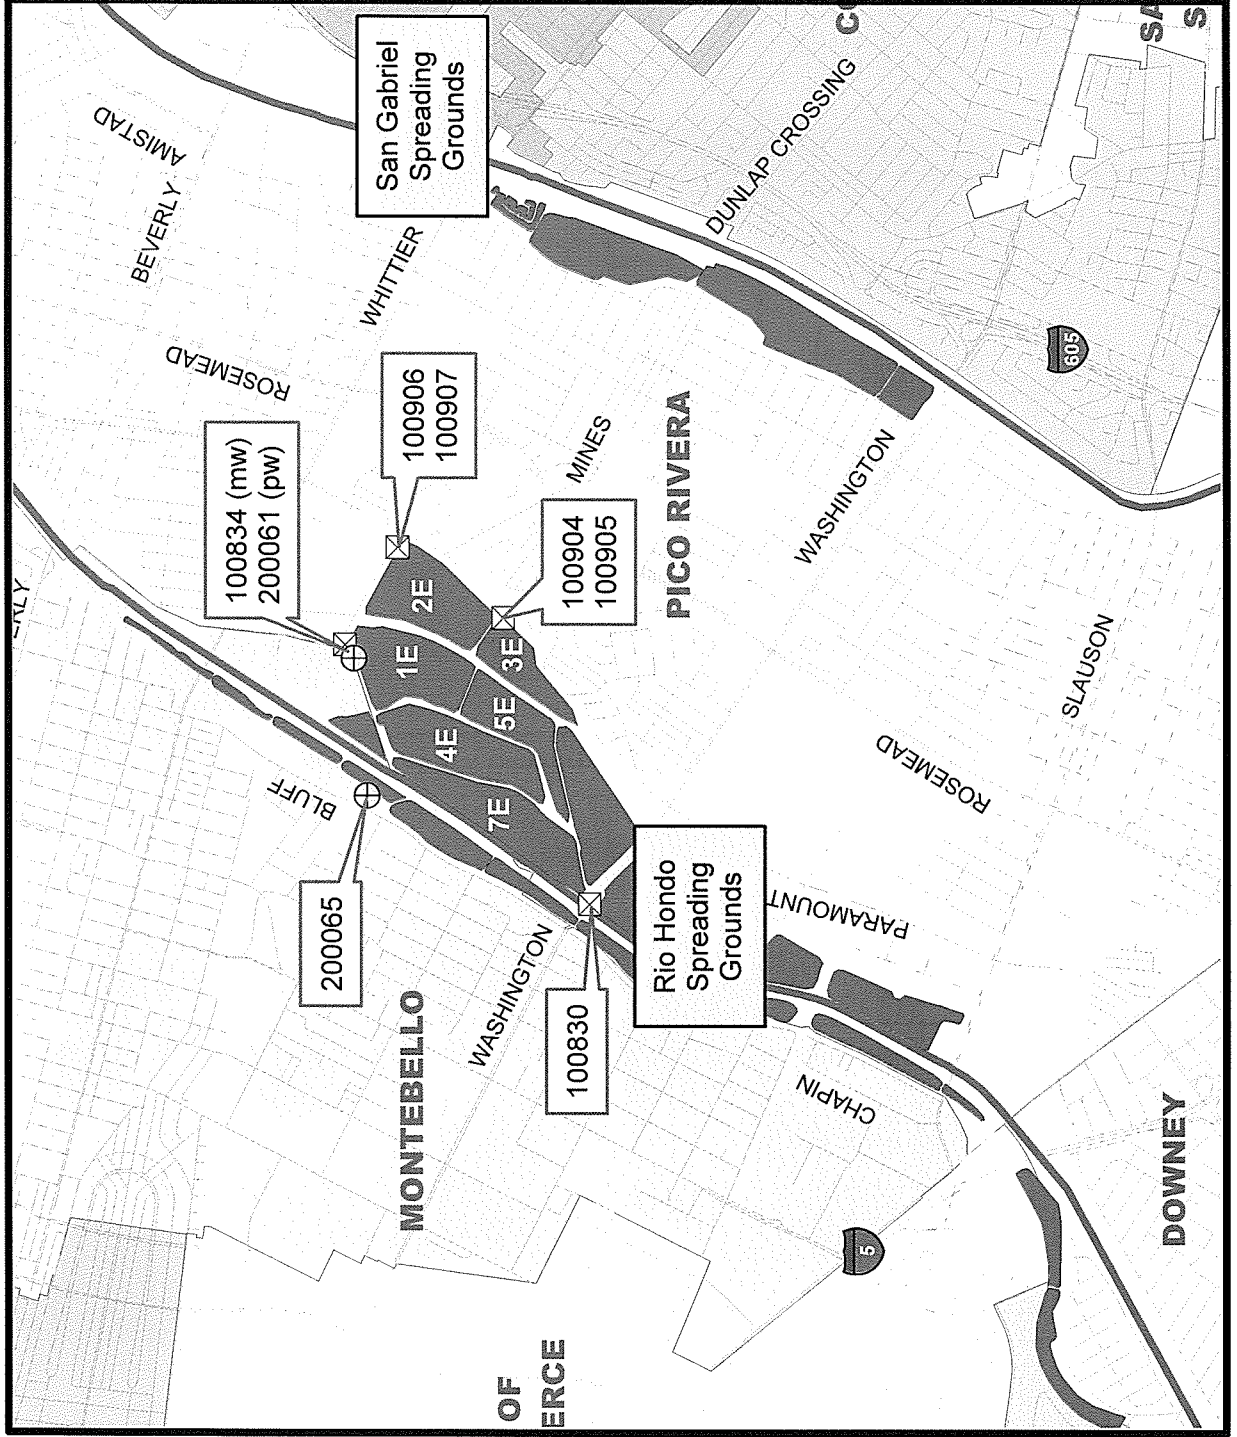 ERLY
AMISTAD
BEVERLY
ROSEMEAD
100834 (mw)
200061 (pw)
BLUFF
200065
San Gabriel
Spreading
Grounds
WHITTIER
MONTEBELLO
100906
100907
1E
2E
4E
7E
5E
3E
WASHINGTON
OF
ERCE
100904
100905
100830
MINES
Rio Hondo
Spreading
Grounds
PICO RIVERA
DUNLAP CROSSING
CHAPIN
PARAMOUNT
WASHINGTON
5
ROSEMEAD
605
SLAUSON
SA
DOWNEY
S